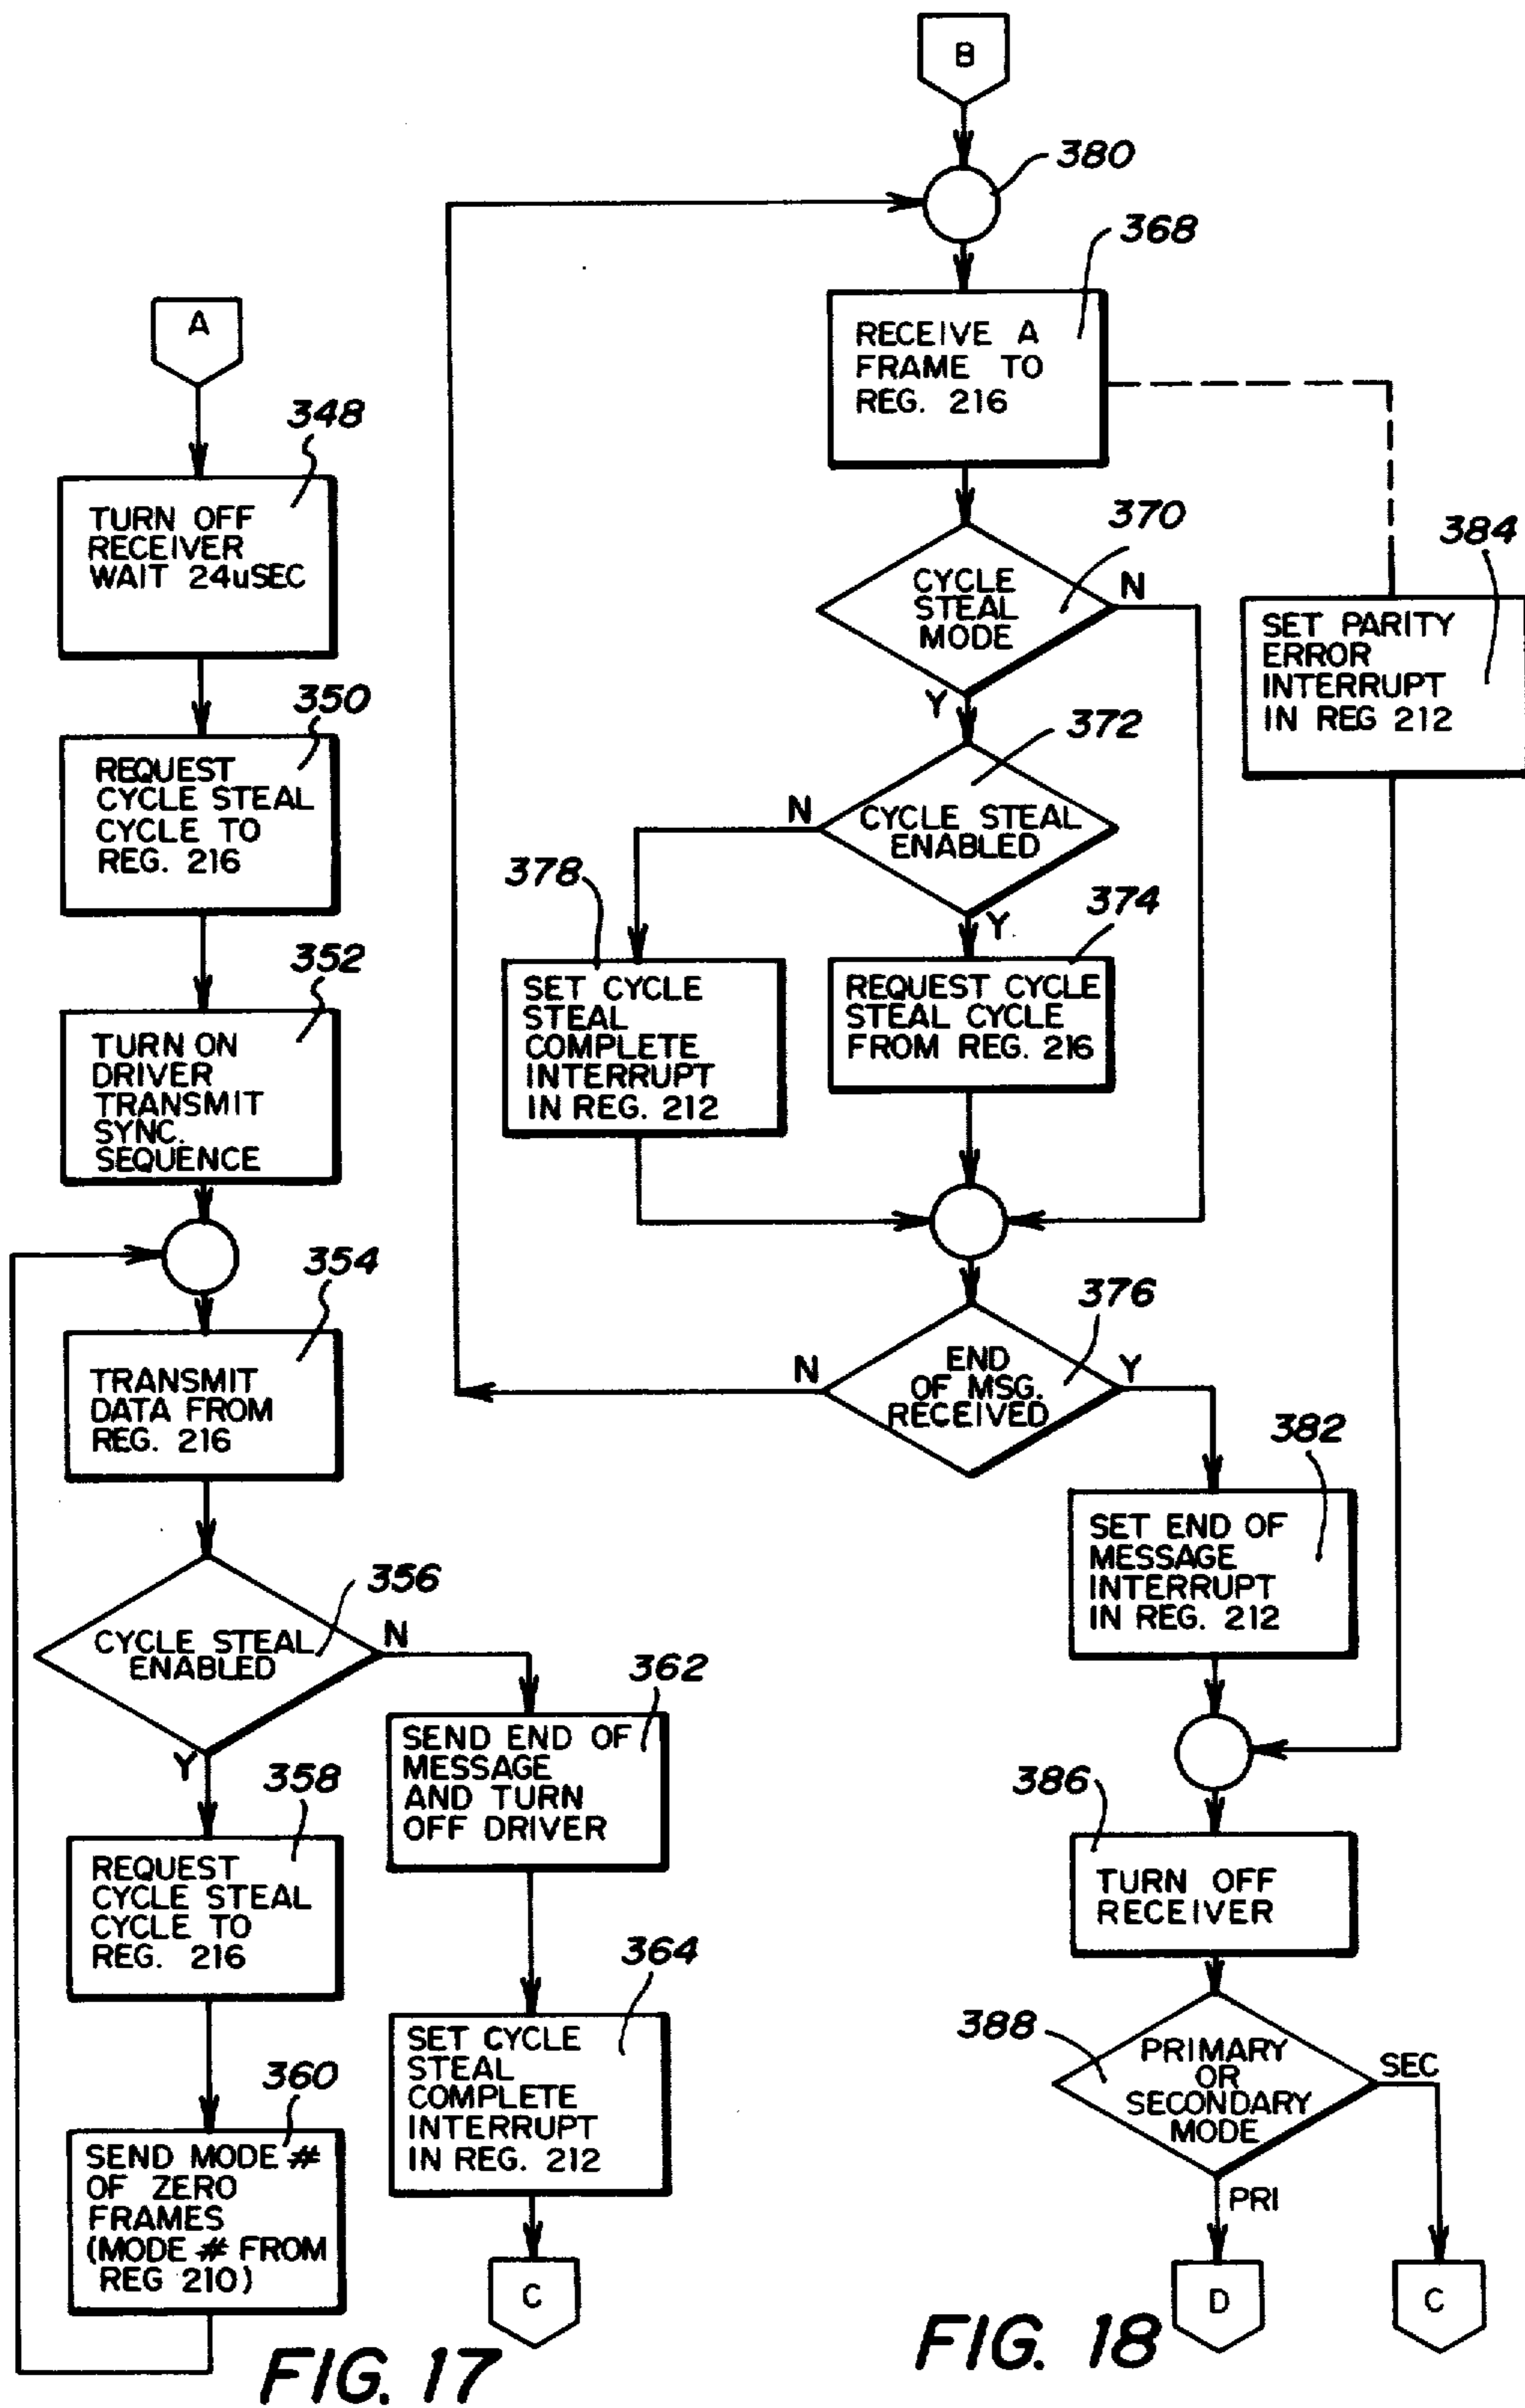 A
348
TURN OFF
RECEIVER
WAIT 24uSEC
350
REQUEST
CYCLE STEAL
CYCLE TO
REG. 216
352
TURN ON
DRIVER
TRANSMIT
SYNC.
SEQUENCE
354
TRANSMIT
DATA FROM
REG. 216
356
CYCLE STEAL
ENABLED
N
Y
358
REQUEST
CYCLE STEAL
CYCLE TO
REG. 216
360
SEND MODE #
OF ZERO
FRAMES
(MODE # FROM
REG 210)
362
SEND END OF
MESSAGE
AND TURN
OFF DRIVER
364
SET CYCLE
STEAL
COMPLETE
INTERRUPT
IN REG. 212
C
FIG. 17
B
380
368
RECEIVE A
FRAME TO
REG. 216
370
CYCLE
STEAL
MODE
N
Y
372
CYCLE STEAL
ENABLED
N
Y
378
SET CYCLE
STEAL
COMPLETE
INTERRUPT
IN REG. 212
374
REQUEST CYCLE
STEAL CYCLE
FROM REG. 216
384
SET PARITY
ERROR
INTERRUPT
IN REG 212
376
END
OF MSG.
RECEIVED
N
Y
382
SET END OF
MESSAGE
INTERRUPT
IN REG. 212
386
TURN OFF
RECEIVER
388
PRIMARY
OR
SECONDARY
MODE
SEC
PRI
D
C
FIG. 18